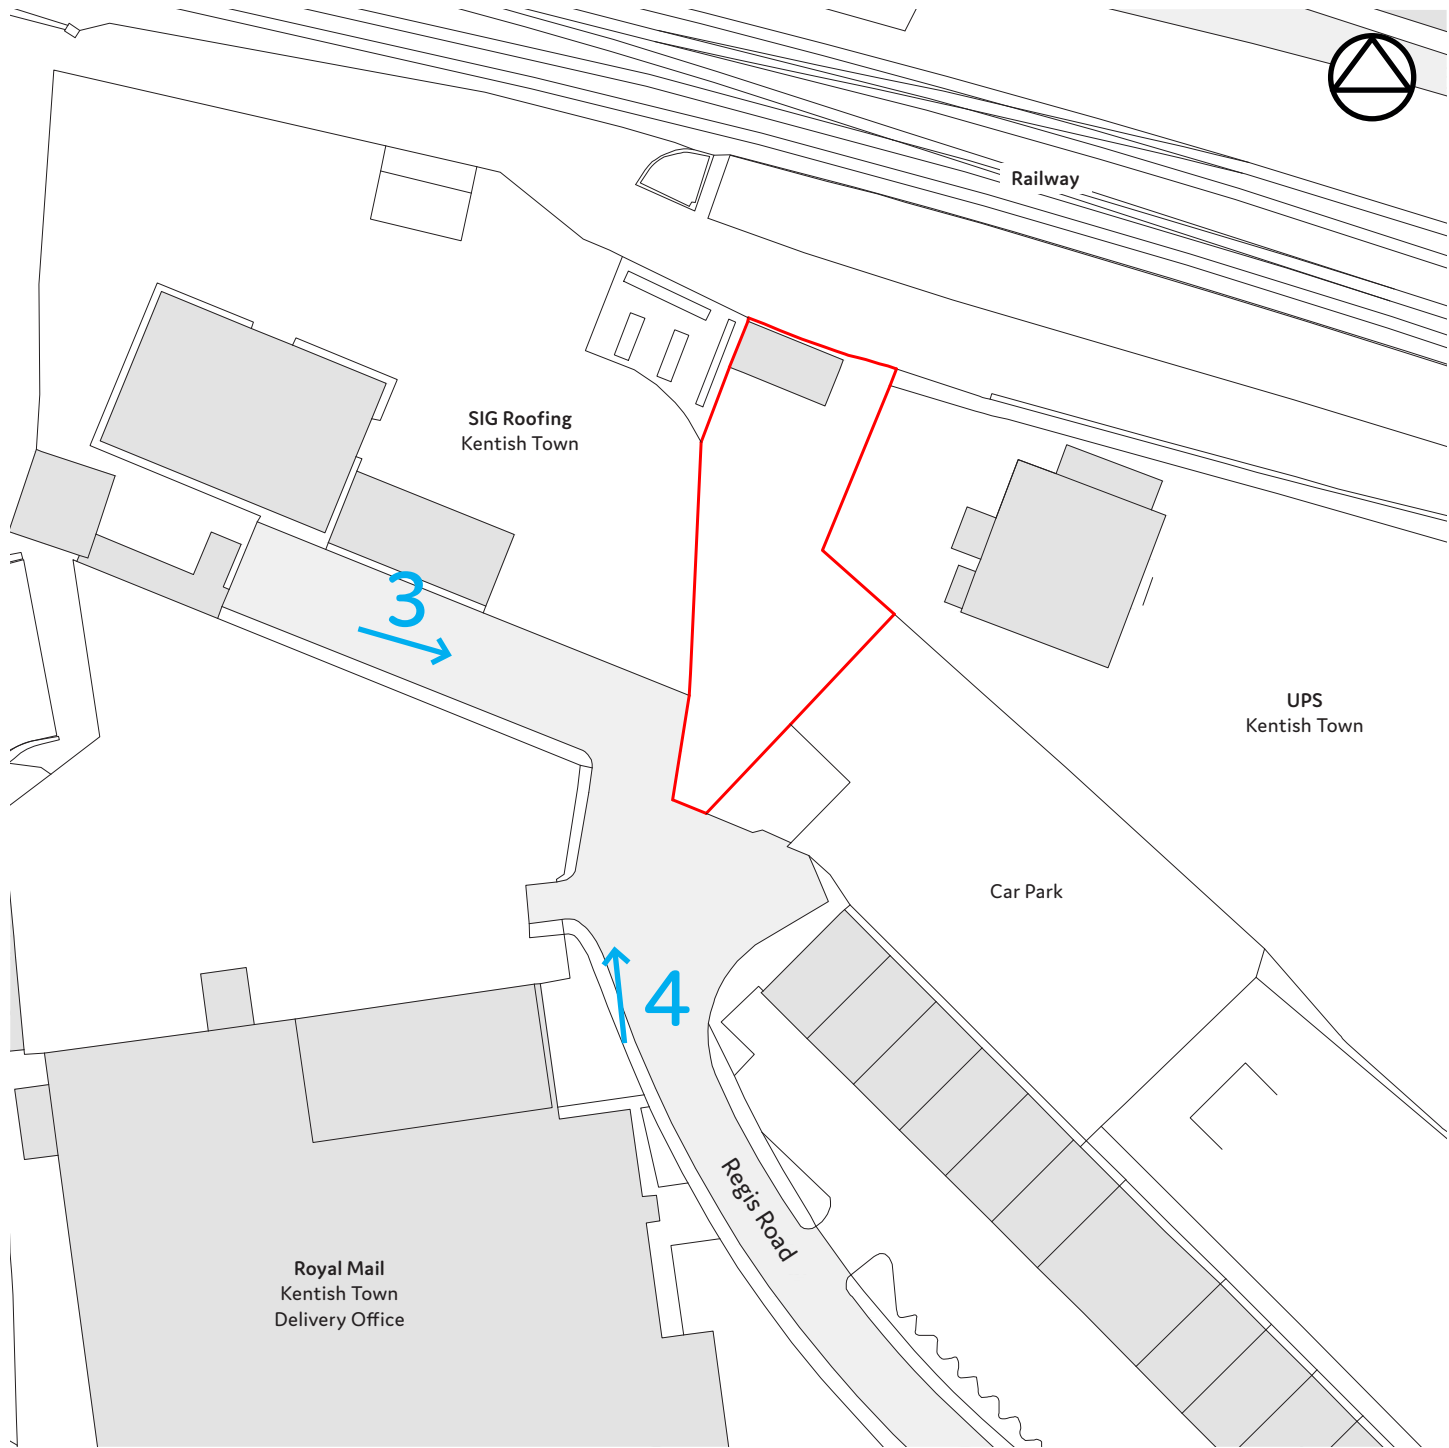 Railway
SIG Roofing
Kentish Town
3
UPS
Kentish Town
Car Park
4
Regis Road
Royal Mail
Kentish Town
Delivery Office